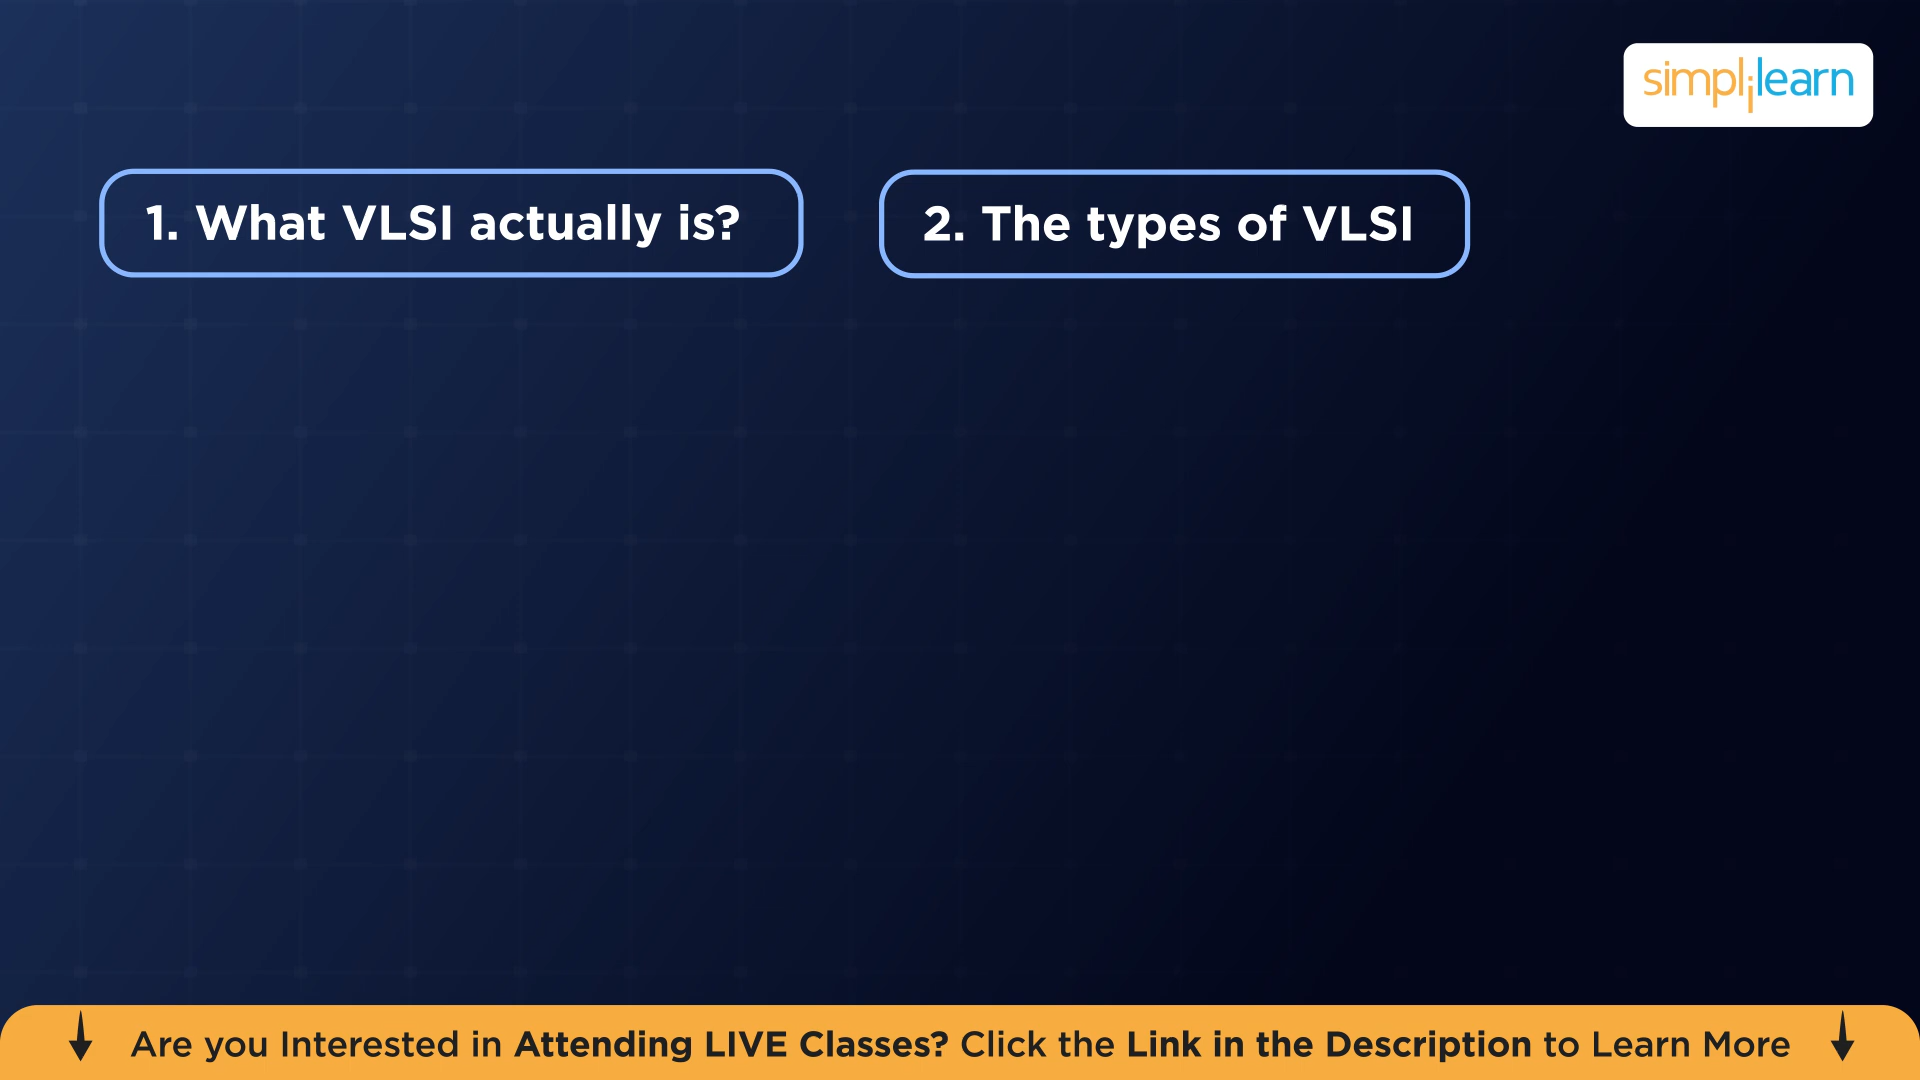 simplilearn
1. What VLSI actually is?
2. The types of VLSI
Are you Interested in Attending LIVE Classes? Click the Link in the Description to Learn More